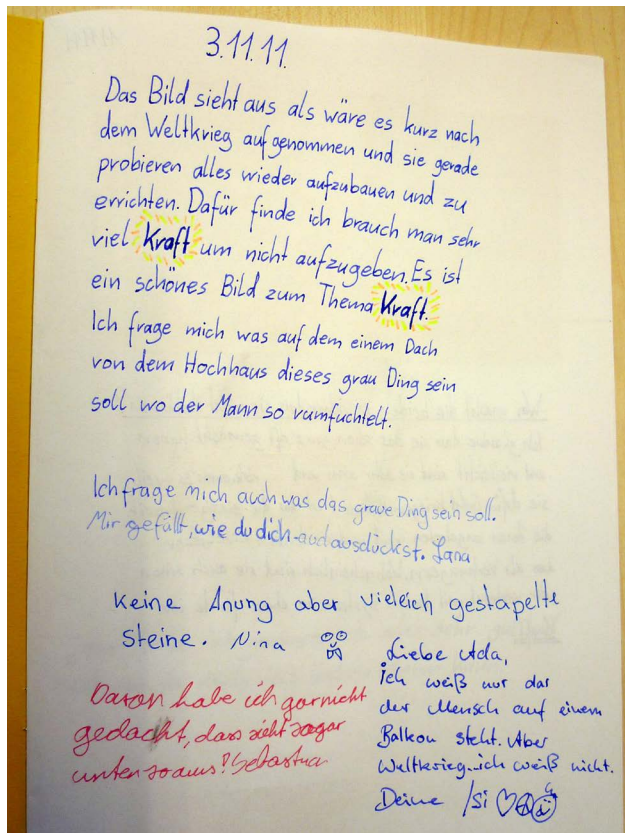 3.11.11.
Das Bild sieht aus als wäre es kurz nach
dem Weltkrieg aufgenommen und sie gerade
probieren alles wieder aufzubauen und zu
errichten. Dafür finde ich brauch man sehr
viel Kraft um nicht aufzugeben. Es ist
ein schönes Bild zum Thema Kraft.
Ich frage mich was auf dem einem Dach
von dem Hochhaus dieses grau Ding sein
soll wo der Mann so rumfuchtelt.
Ich frage mich auch was das graue Ding sein soll.
Mir gefüllt, wie du dich ausdückst. Lana
Keine Anung aber vieleich gestapelte
Steine. Nina
Daran habe ich garnicht
gedacht, dass sieht sogar
unten so aus! Sebastian
Liebe Ada,
ich weiß nur das
der Mensch auf einem
Balkon steht. Aber
Weltkrieg...ich weiß nicht.
Deine Isi